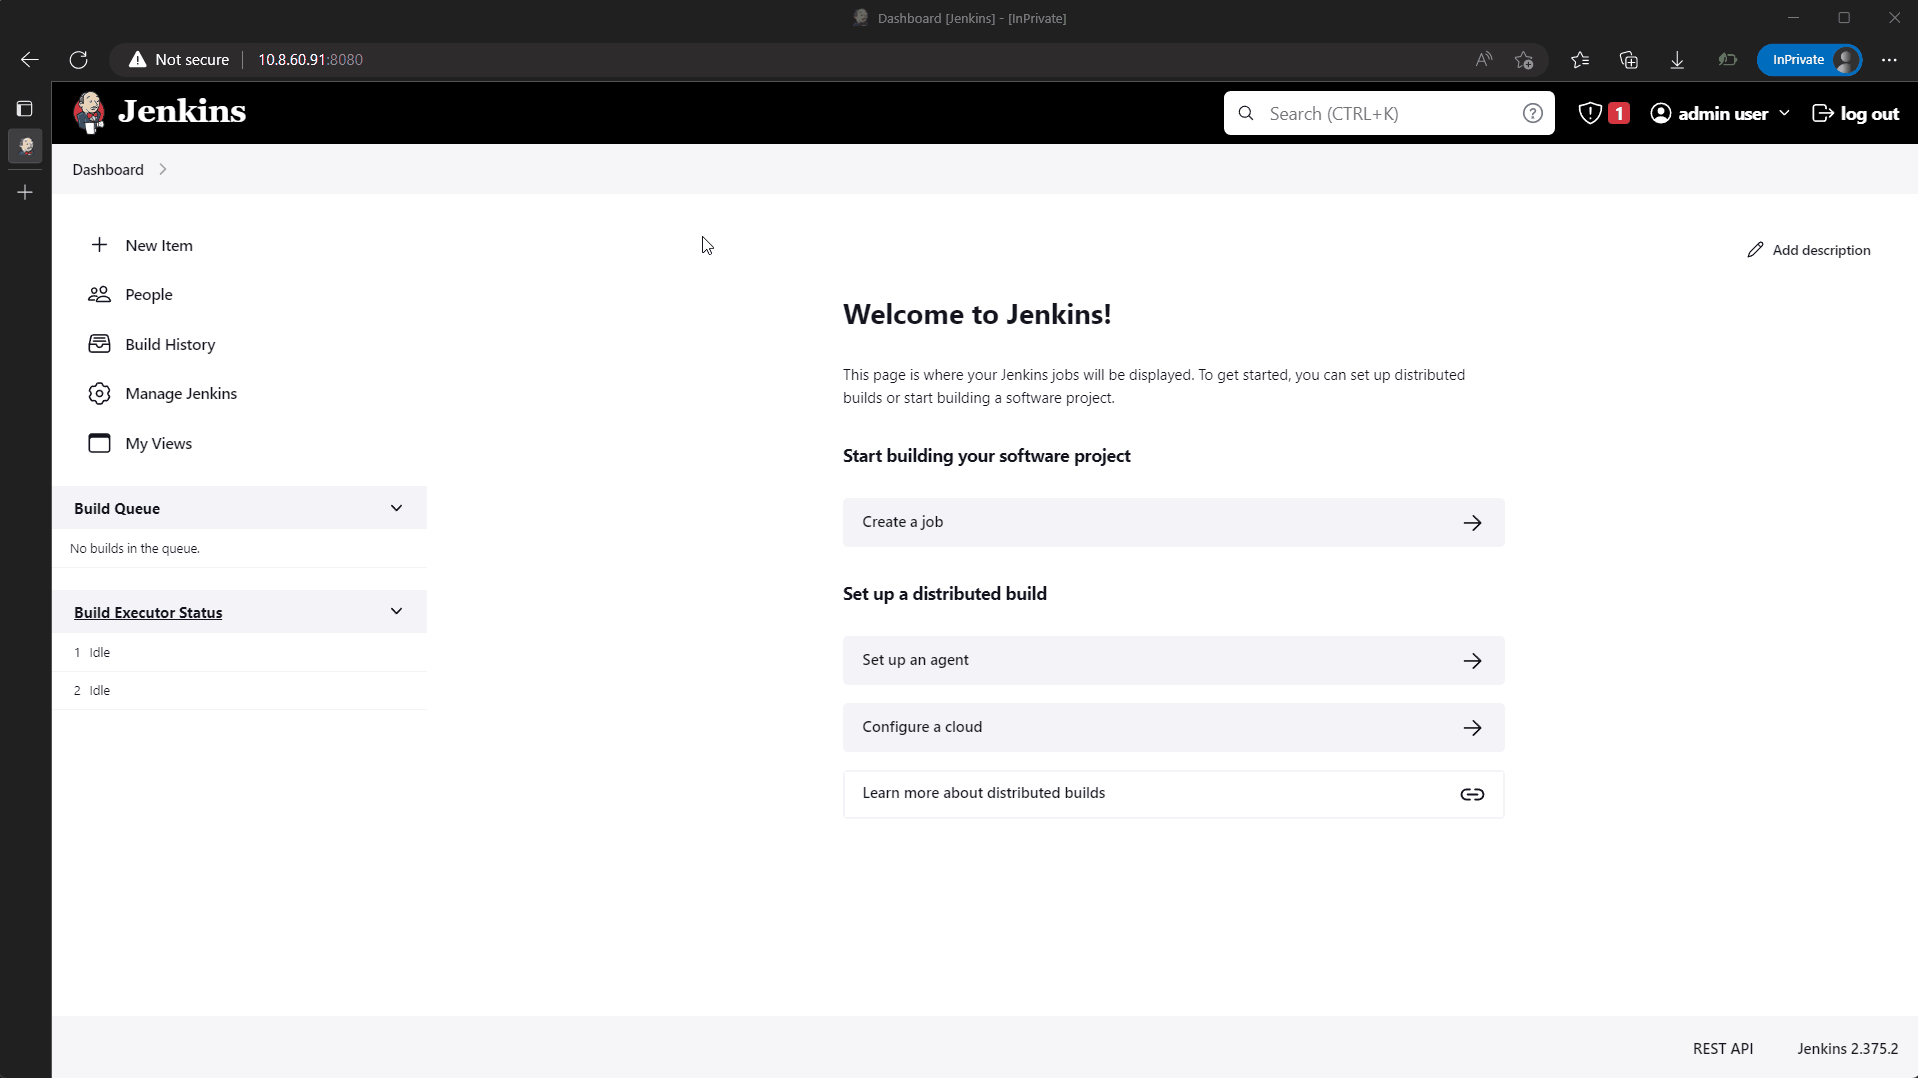 Dashboard [Jenkins] - [InPrivate]
Not secure
10.8.60.91:8080
InPrivate
Jenkins
Search (CTRL+K)
1
admin user
log out
Dashboard
New Item
People
Build History
Manage Jenkins
My Views
Build Queue
No builds in the queue.
Build Executor Status
1 Idle
2 Idle
Add description
Welcome to Jenkins!
This page is where your Jenkins jobs will be displayed. To get started, you can set up distributed
builds or start building a software project.
Start building your software project
Create a job
Set up a distributed build
Set up an agent
Configure a cloud
Learn more about distributed builds
REST API
Jenkins 2.375.2